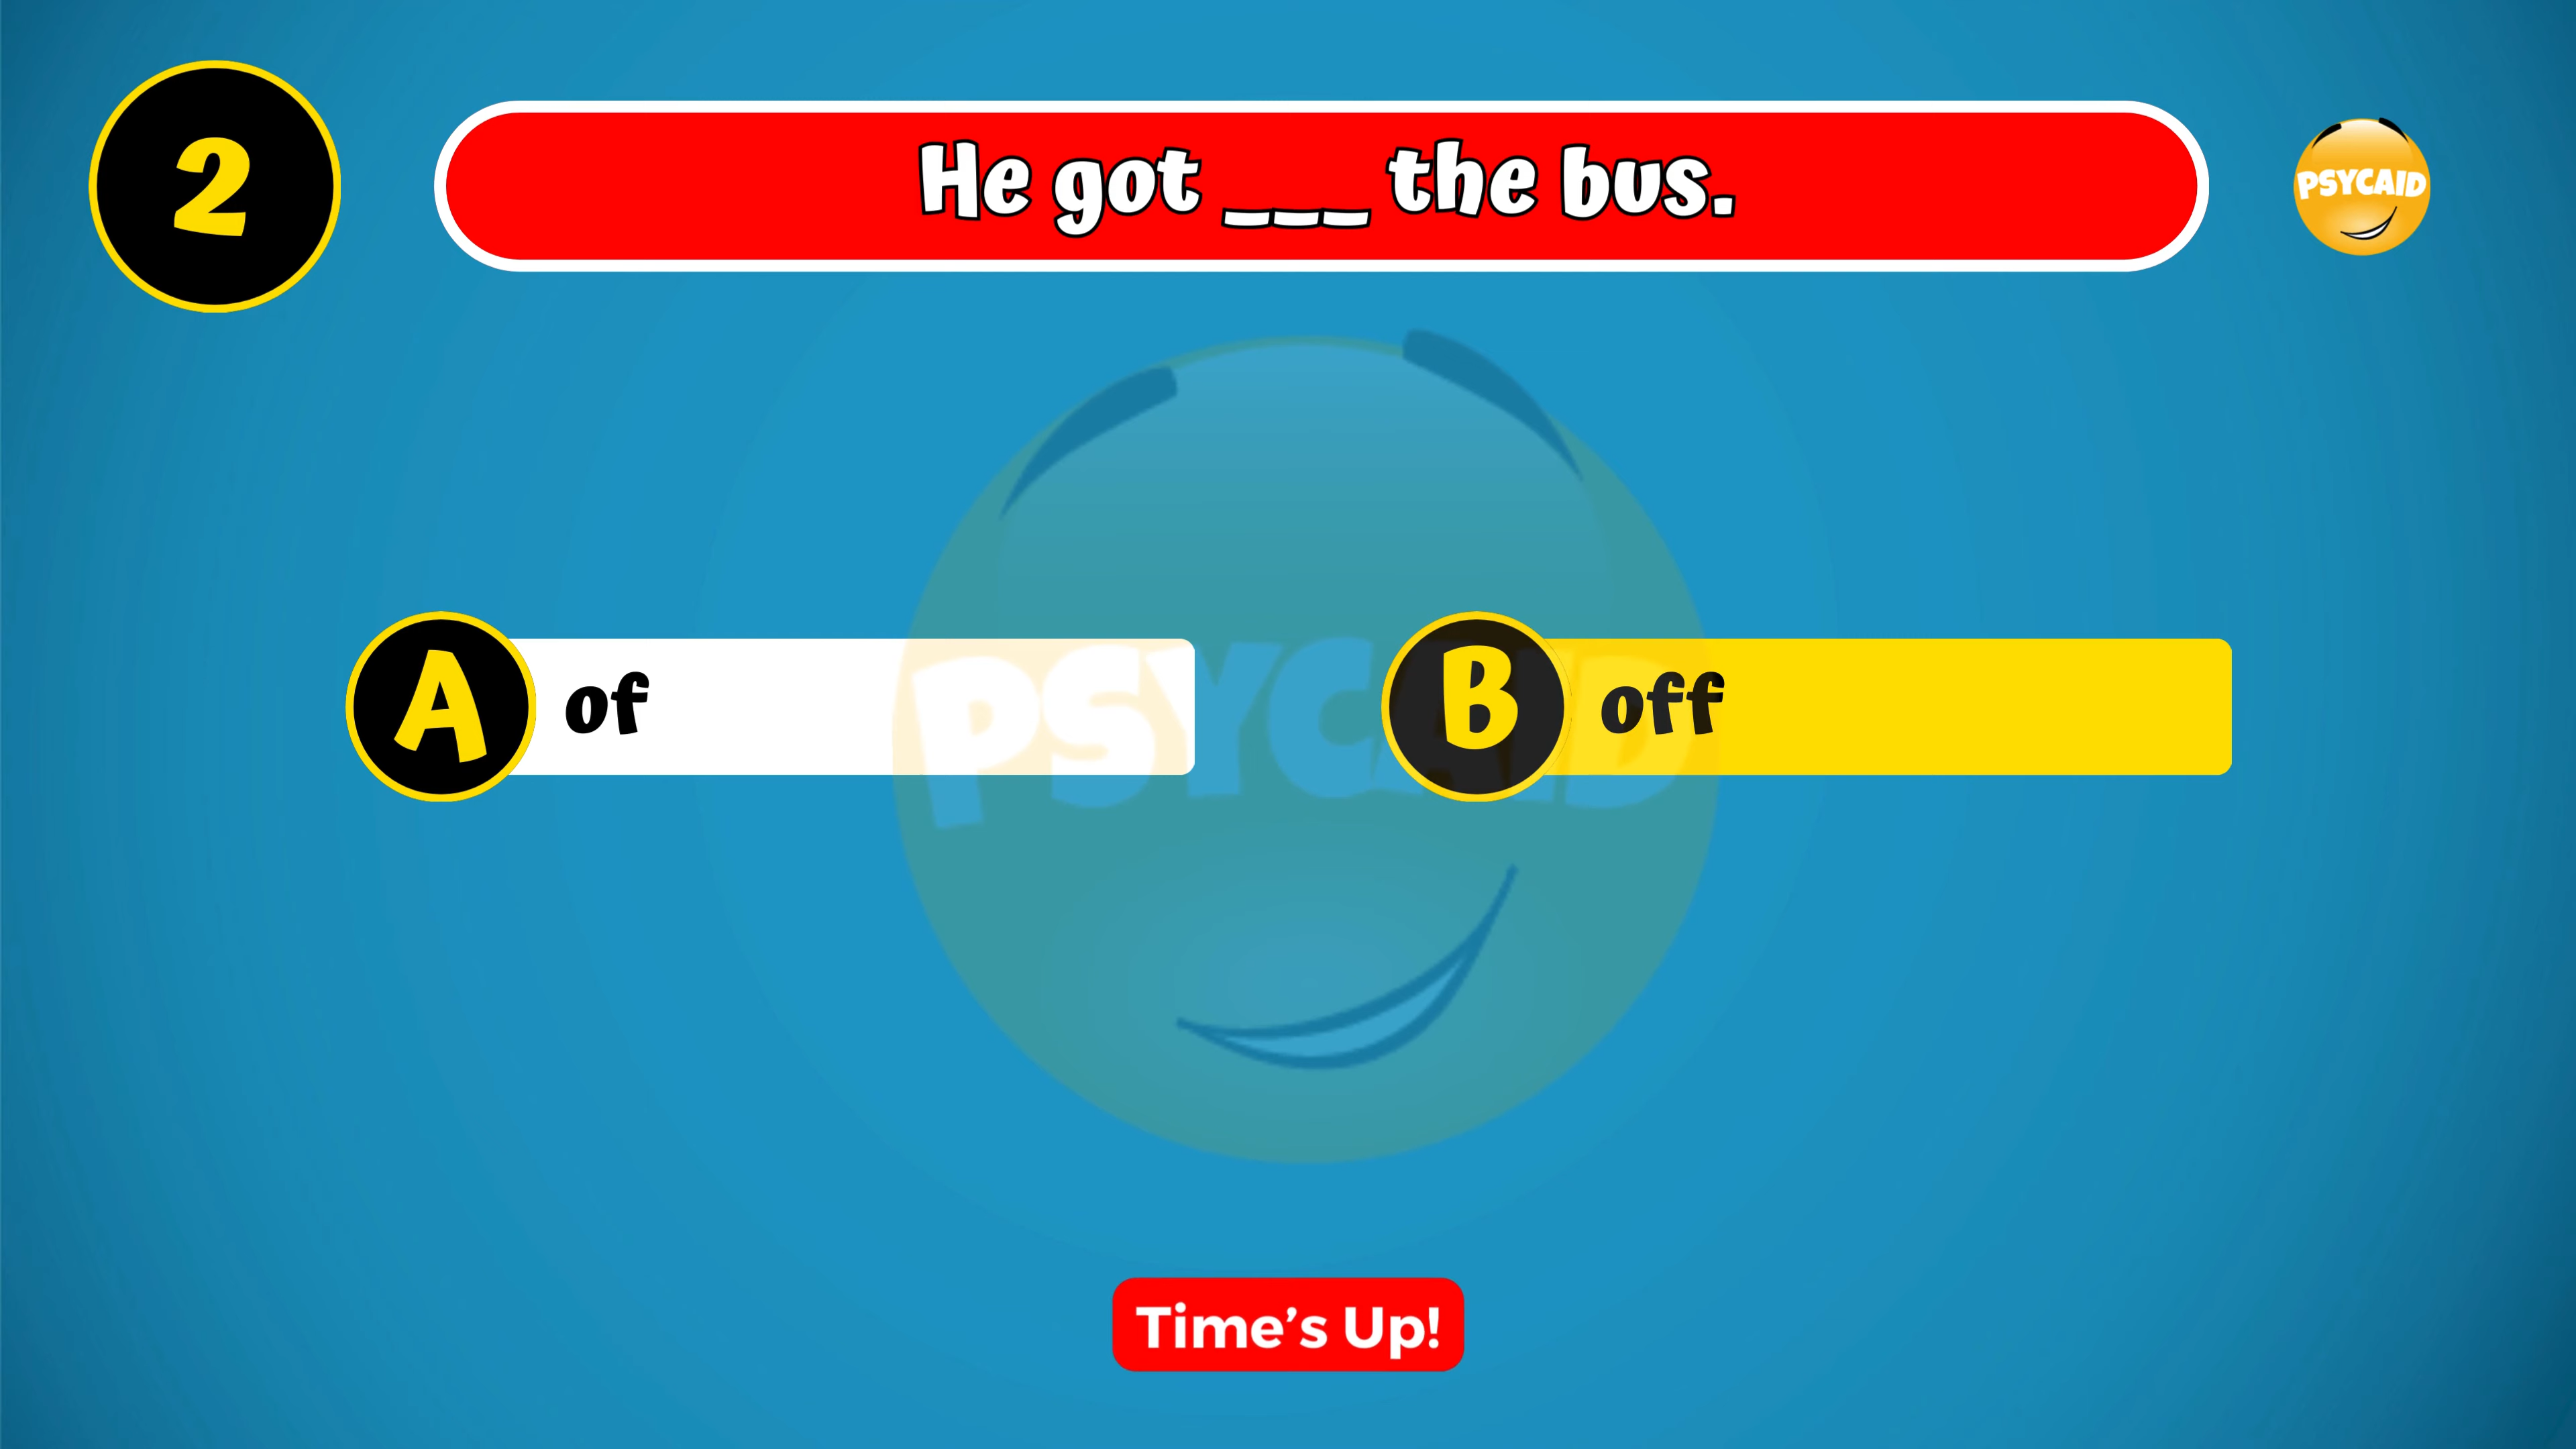 2
He got ___ the bus.
PSYCAID
A of
B off
PSYCAID
Time's Up!